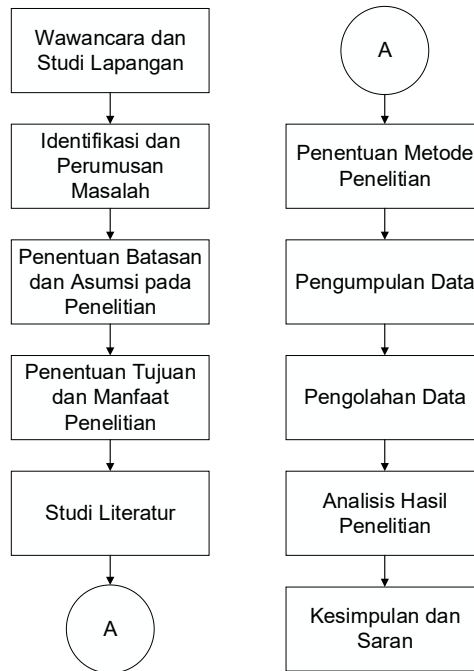 Wawancara dan
Studi Lapangan
Identifikasi dan
Perumusan
Masalah
Penentuan Batasan
dan Asumsi pada
Penelitian
Penentuan Tujuan
dan Manfaat
Penelitian
Studi Literatur
A
A
Penentuan Metode
Penelitian
Pengumpulan Data
Pengolahan Data
Analisis Hasil
Penelitian
Kesimpulan dan
Saran